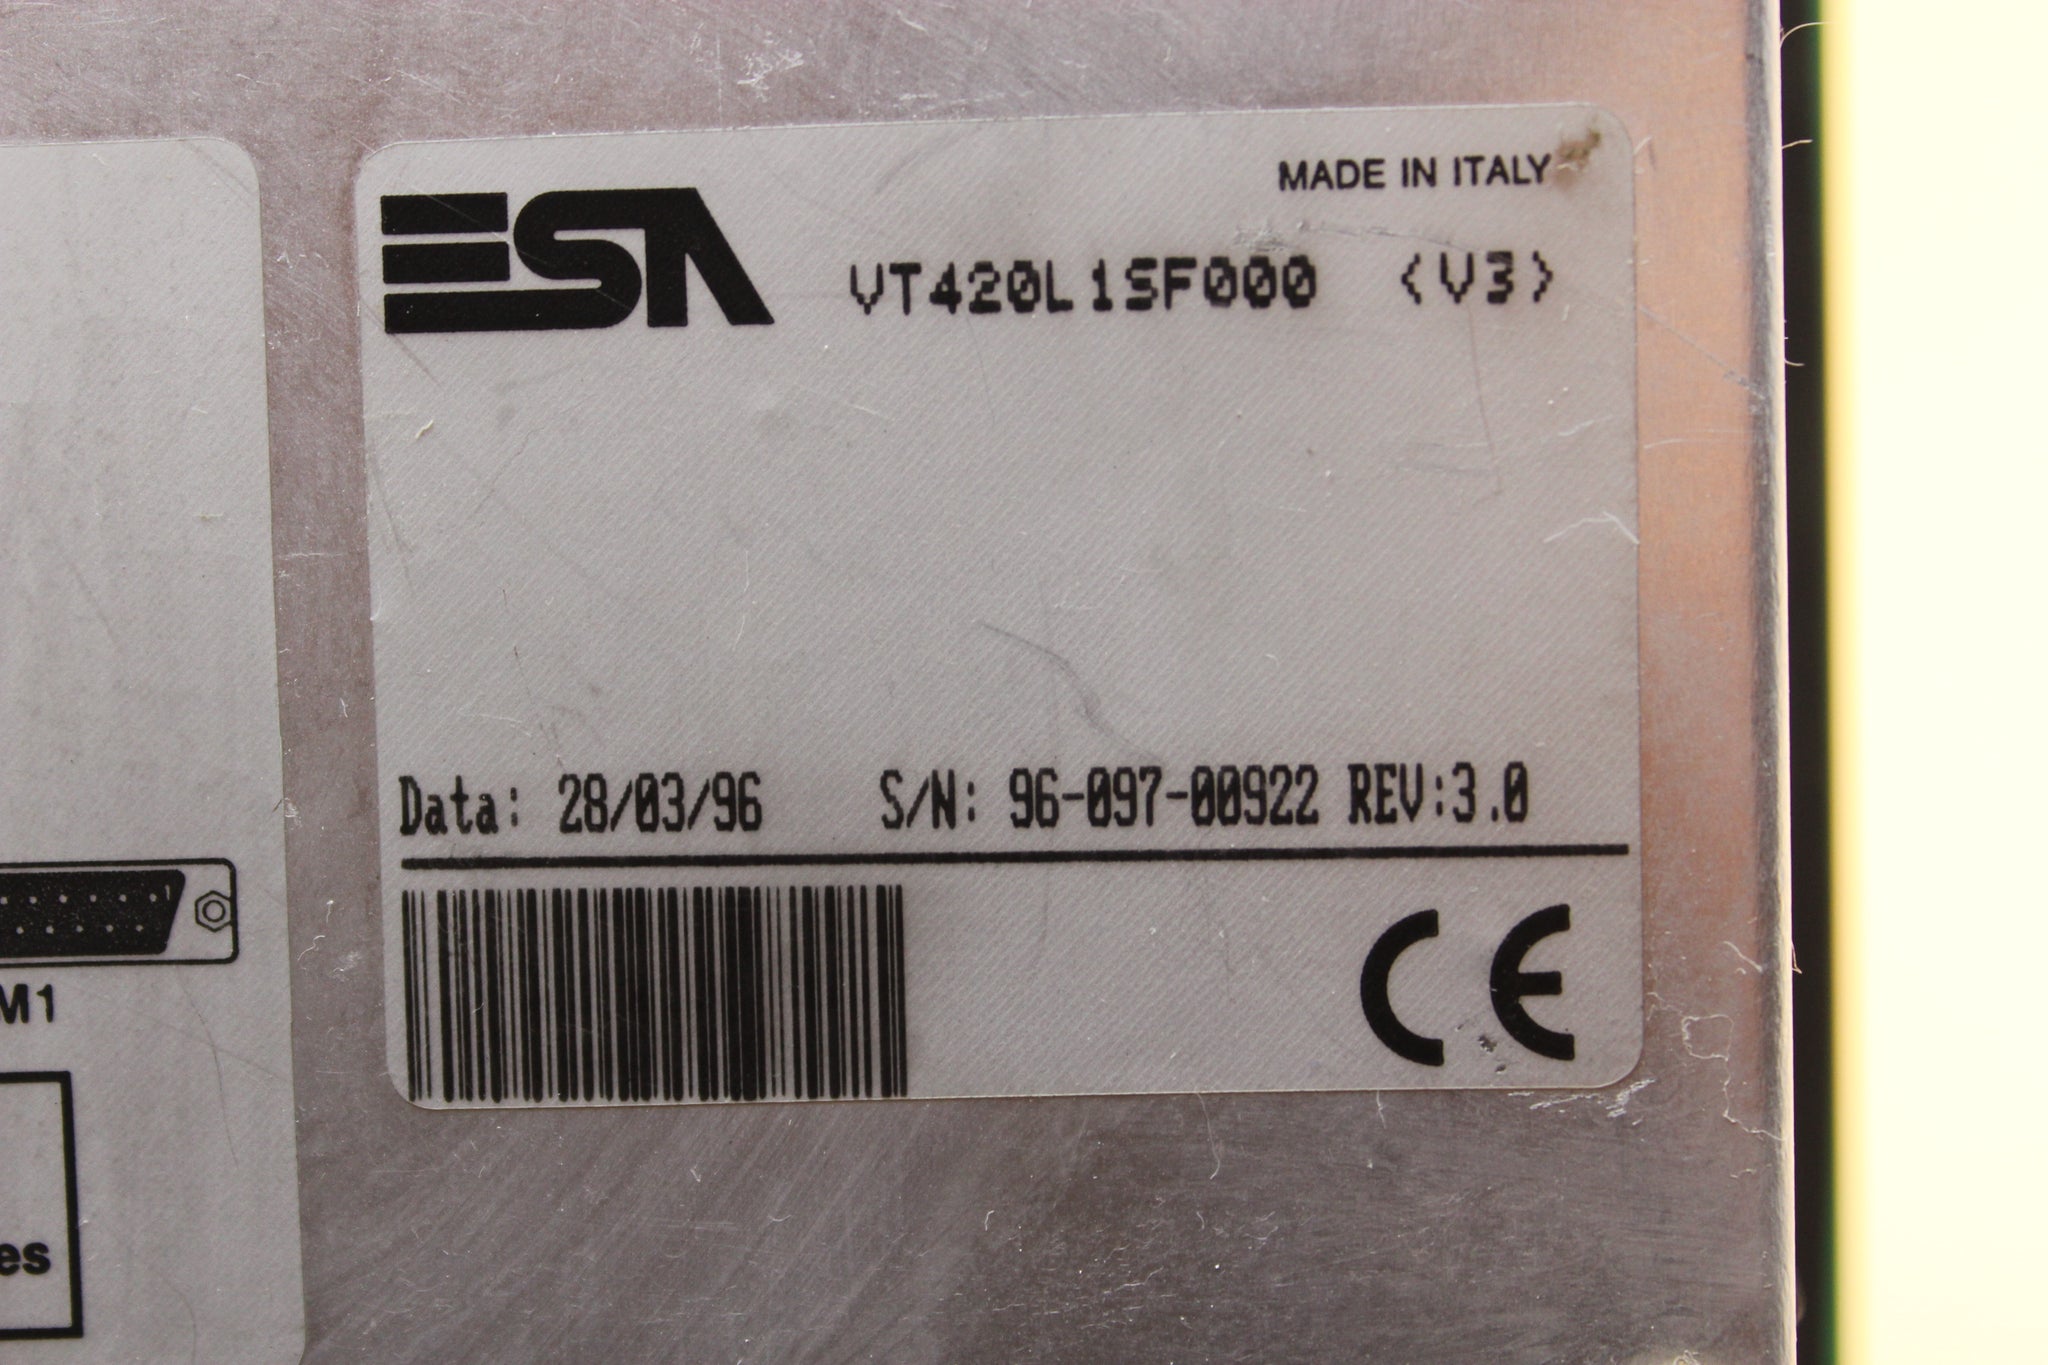 MADE IN ITALY
ESA VT420L1SF000 (V3)
Data: 28/03/96 S/N: 96-097-00922 REV:3.0
CE
M1
es